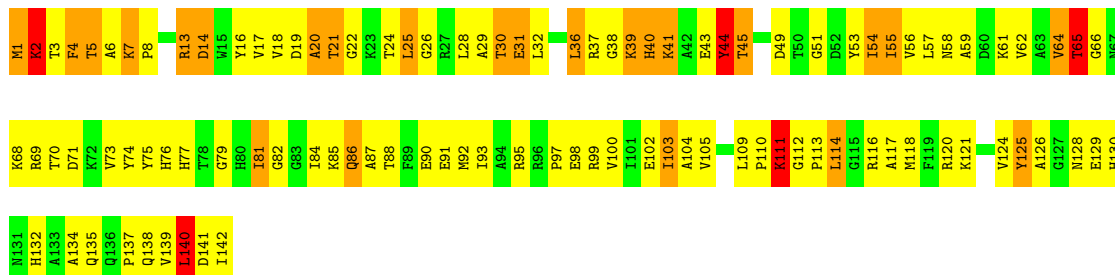 M1 K2 T3 F4 T5 A6 K7 P8 R13 D14 W15 Y16 V17 V18 D19 A20 T21 G22 K23 T24 L25 G26 R27 L28 A29 T30 E31 L32 L36 R37 G38 K39 H40 K41 A42 E43 Y44 T45 D49 T50 G51 D52 Y53 I54 I55 V56 L57 N58 A59 D60 K61 V62 A63 V64 T65 G66 N67
K68 R69 T70 D71 K72 V73 Y74 Y75 H76 H77 T78 G79 H80 I81 G82 G83 I84 K85 Q86 A87 T88 F89 E90 E91 M92 I93 A94 R95 R96 P97 E98 R99 V100 I101 E102 I103 A104 V105 L109 P110 K111 G112 P113 L114 G115 R116 A117 M118 F119 R120 K121 V124 Y125 A126 G127 N128 E129 H130
N131 H132 A133 A134 Q135 Q136 P137 Q138 V139 L140 D141 I142